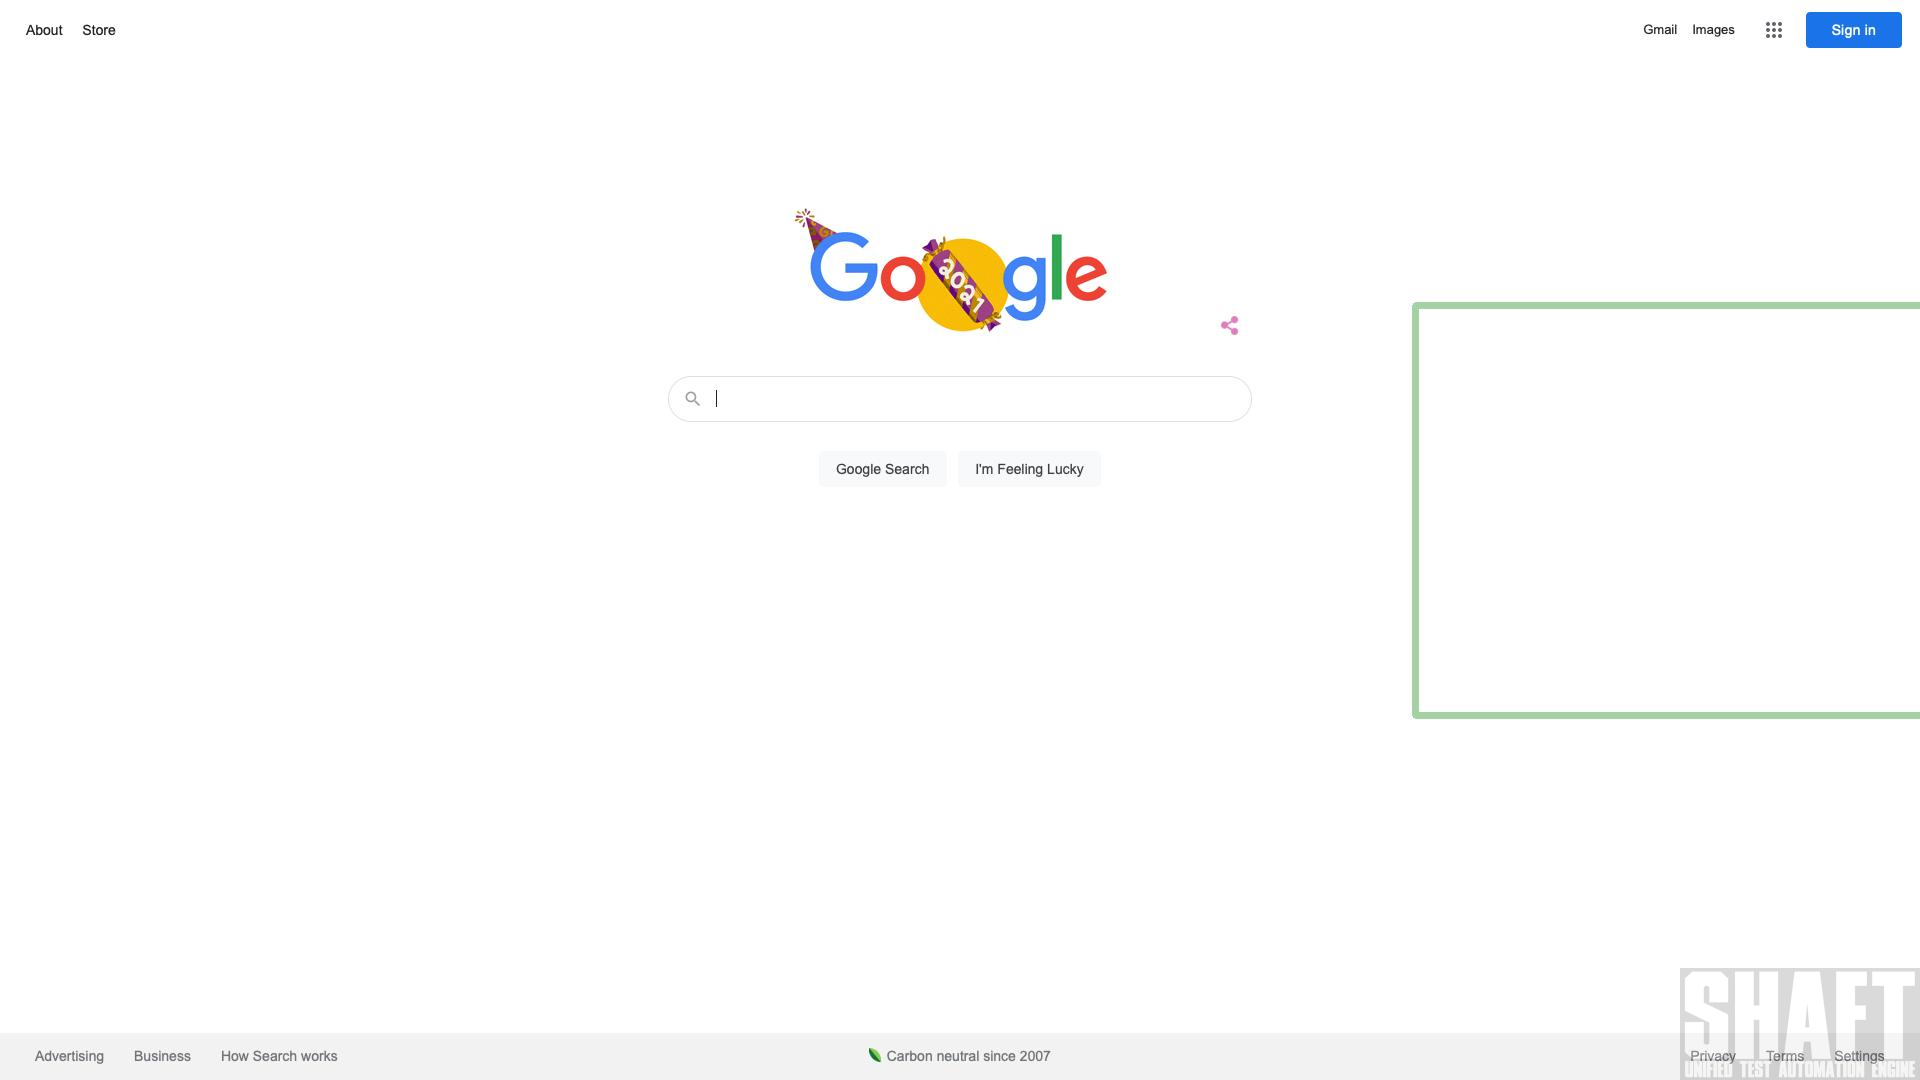 About Store
Gmail Images Sign in
Google
2021
Google Search I'm Feeling Lucky
Advertising Business How Search works
Carbon neutral since 2007
Privacy Terms Settings
SHAFT
UNIFIED TEST AUTOMATION ENGINE